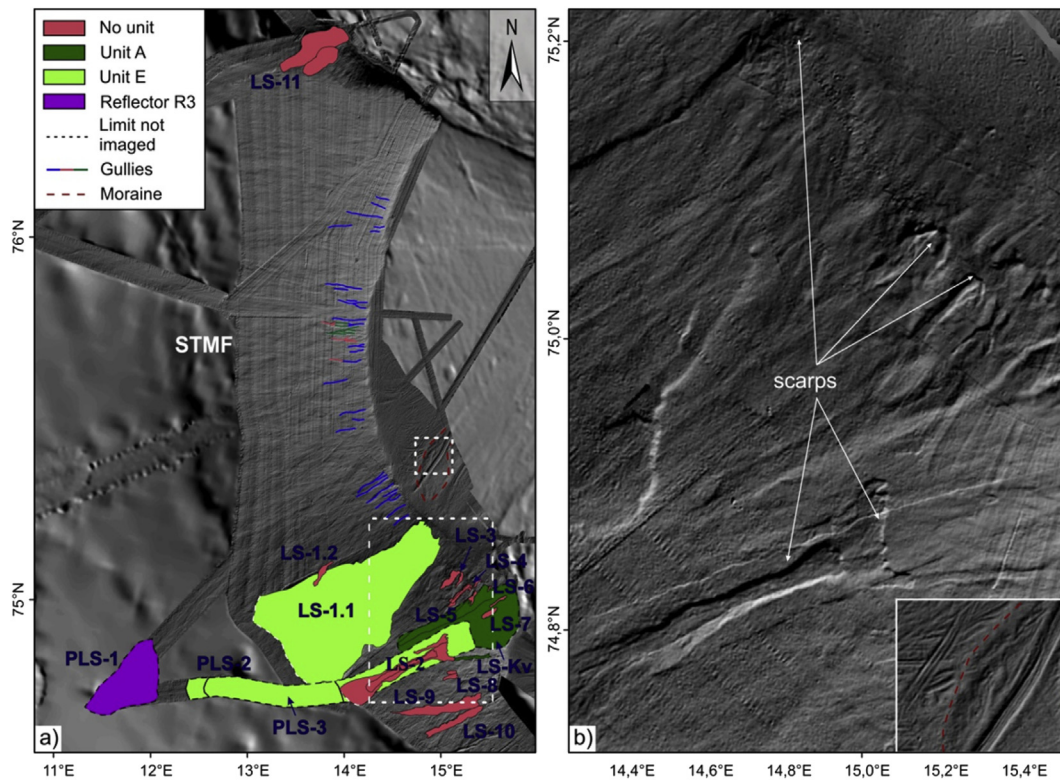 No unit
Unit A
Unit E
Reflector R3
Limit not
imaged
Gullies
Moraine
N
LS-11
STMF
LS-1.2
LS-1.1
LS-3
LS-4
LS-6
LS-5
LS-7
LS-Kv
LS-2
LS-8
LS-9
LS-10
PLS-1
PLS-2
PLS-3
76°N
75°N
a)
11°E
12°E
13°E
14°E
15°E
75,2°N
75,0°N
74,8°N
scarps
b)
14,4°E
14,6°E
14,8°E
15,0°E
15,2°E
15,4°E